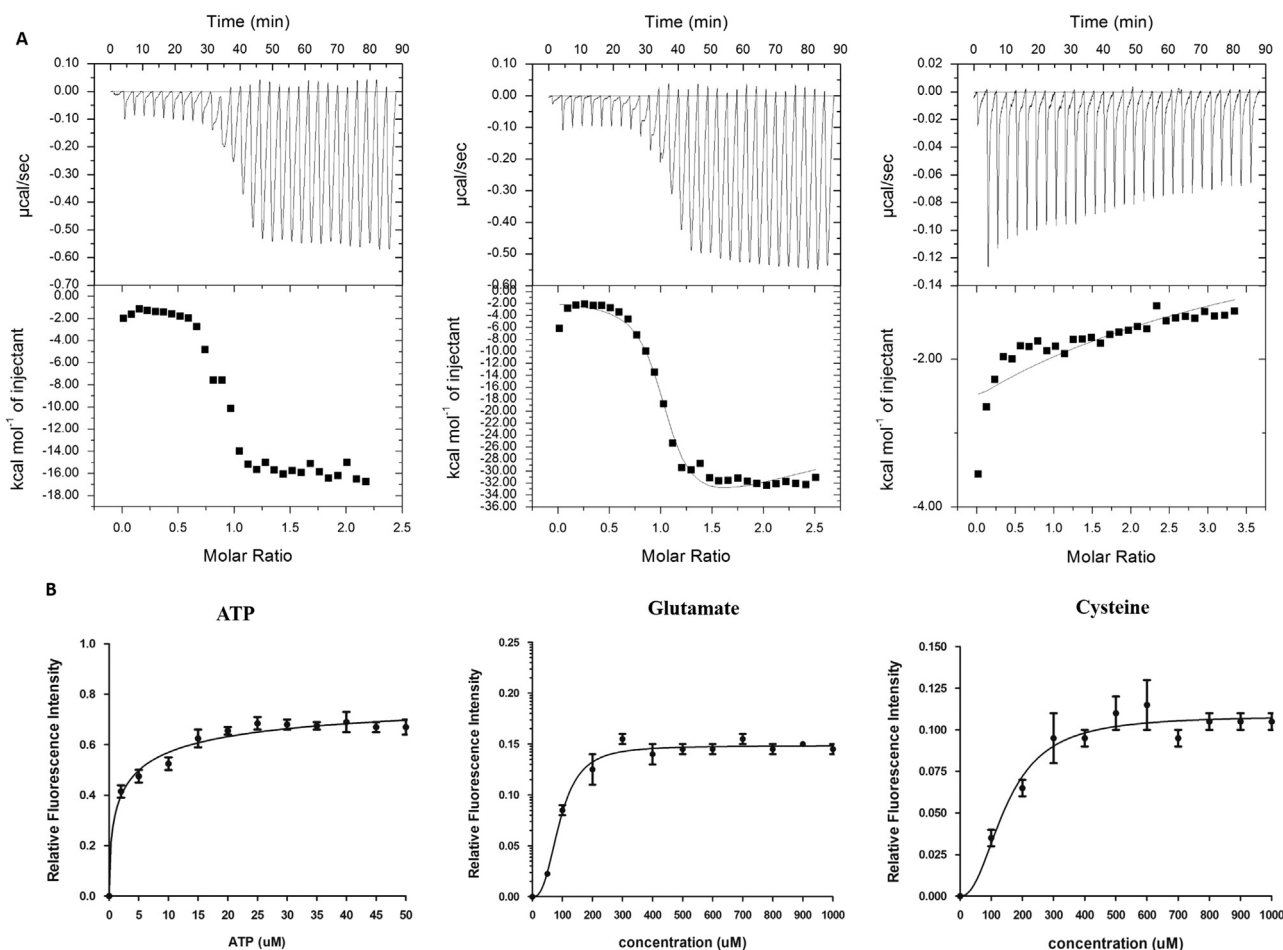 A
Time (min)
0 10 20 30 40 50 60 70 80 90
0.10
0.00
-0.10
-0.20
-0.30
-0.40
-0.50
-0.60
-0.70
µcal/sec
0.00
-2.00
-4.00
-6.00
-8.00
-10.00
-12.00
-14.00
-16.00
-18.00
kcal mol⁻¹ of injectant
0.0 0.5 1.0 1.5 2.0 2.5
Molar Ratio
Time (min)
0 10 20 30 40 50 60 70 80 90
0.10
0.00
-0.10
-0.20
-0.30
-0.40
-0.50
-0.60
µcal/sec
0.00
-2.00
-4.00
-6.00
-8.00
-10.00
-12.00
-14.00
-16.00
-18.00
-20.00
-22.00
-24.00
-26.00
-28.00
-30.00
-32.00
-34.00
-36.00
kcal mol⁻¹ of injectant
0.0 0.5 1.0 1.5 2.0 2.5
Molar Ratio
Time (min)
0 10 20 30 40 50 60 70 80 90
0.02
0.00
-0.02
-0.04
-0.06
-0.08
-0.10
-0.12
-0.14
µcal/sec
-2.00
-4.00
kcal mol⁻¹ of injectant
0.0 0.5 1.0 1.5 2.0 2.5 3.0 3.5
Molar Ratio
B
ATP
1.0
0.8
0.6
0.4
0.2
0.0
Relative Fluorescence Intensity
0 5 10 15 20 25 30 35 40 45 50
ATP (uM)
Glutamate
0.25
0.20
0.15
0.10
0.05
0.00
Relative Fluorescence Intensity
0 100 200 300 400 500 600 700 800 900 1000
concentration (uM)
Cysteine
0.150
0.125
0.100
0.075
0.050
0.025
0.000
Relative Fluorescence Intensity
0 100 200 300 400 500 600 700 800 900 1000
concentration (uM)